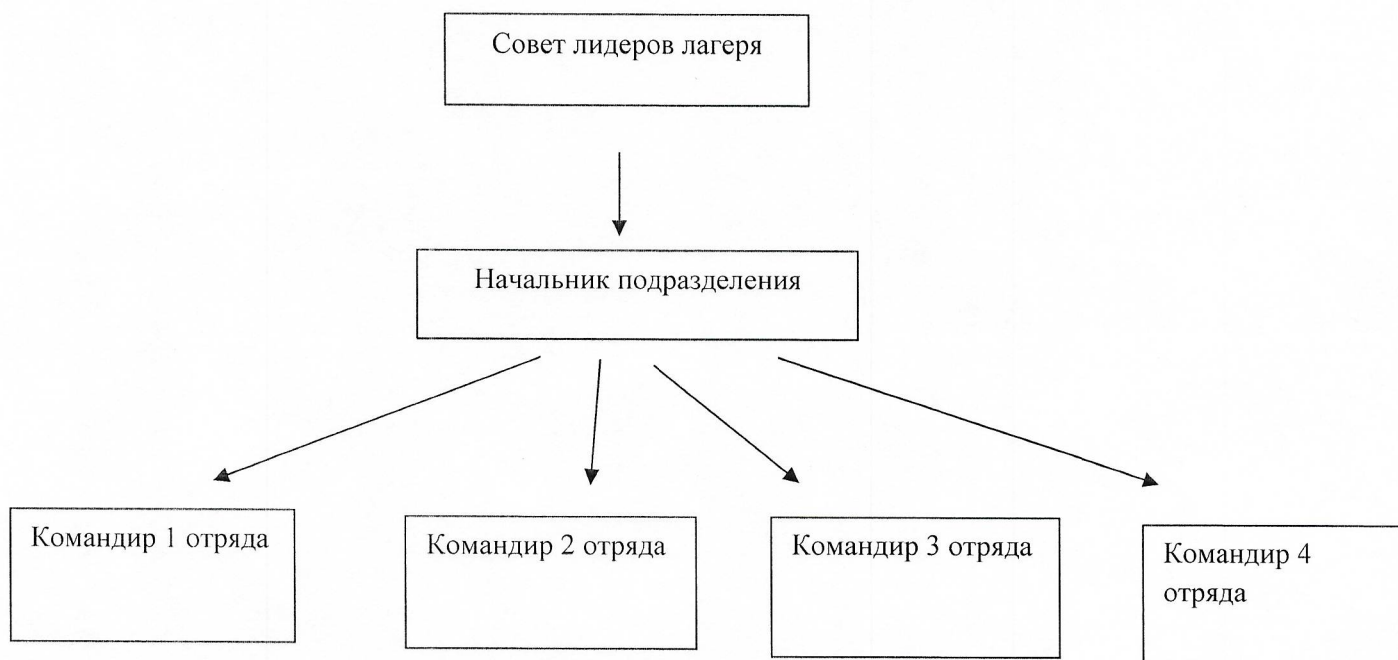 Совет лидеров лагеря
Начальник подразделения
Командир 1 отряда
Командир 2 отряда
Командир 3 отряда
Командир 4
отряда